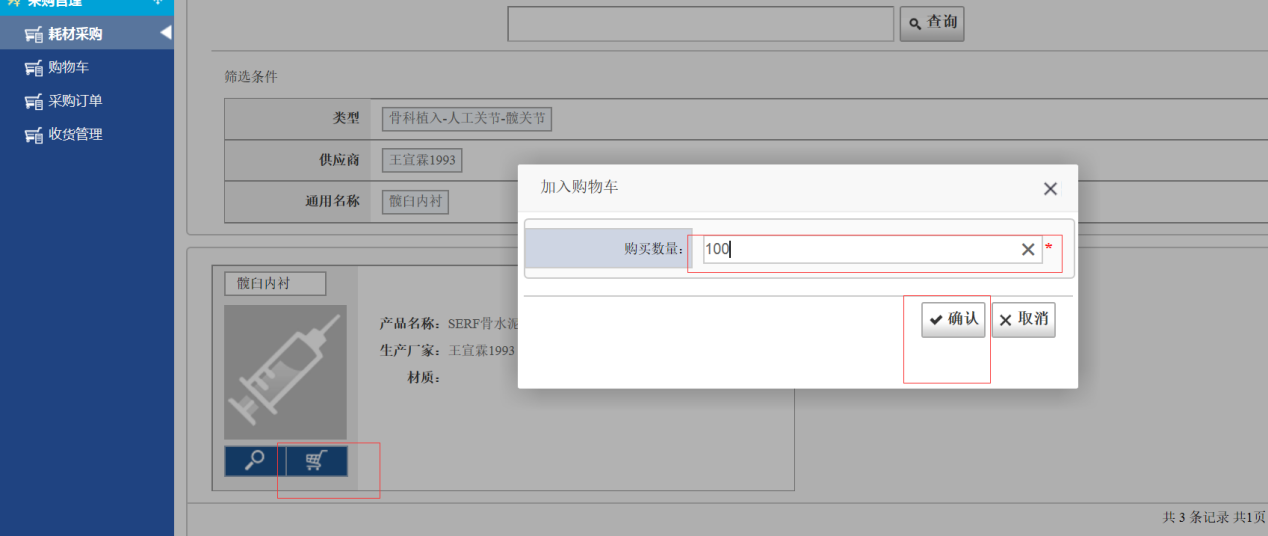 采购管理
耗材采购
购物车
采购订单
收货管理
查询
筛选条件
类型
骨科植入-人工关节-髋关节
供应商
王宣霖1993
通用名称
髋臼内衬
加入购物车
购买数量：
100
*
确认
取消
髋臼内衬
产品名称：SERF骨水泥
生产厂家：王宣霖1993
材质：
共 3 条记录 共1页